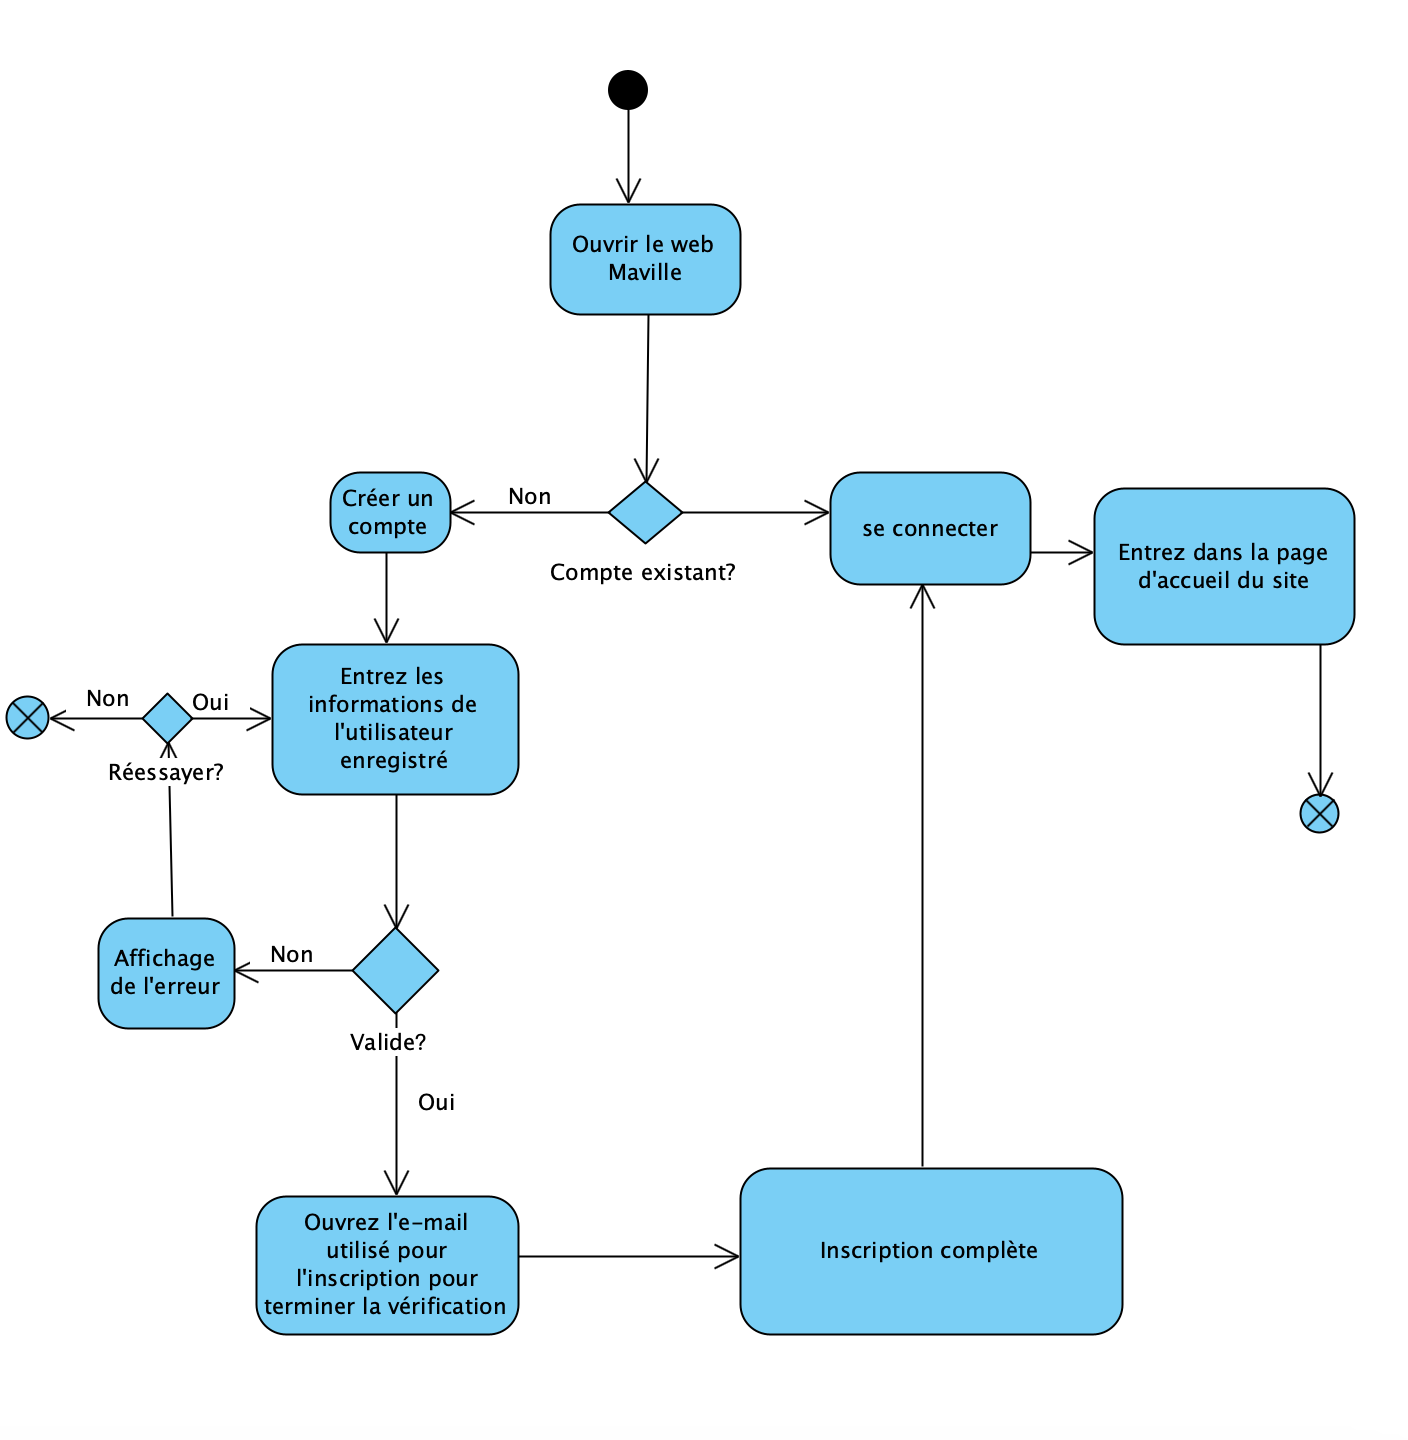 Ouvrir le web
Maville
Non
Créer un
compte
Compte existant?
se connecter
Entrez dans la page
d'accueil du site
Entrez les
informations de
l'utilisateur
enregistré
Non
Oui
Réessayer?
Affichage
de l'erreur
Non
Valide?
Oui
Ouvrez l'e-mail
utilisé pour
l'inscription pour
terminer la vérification
Inscription complète